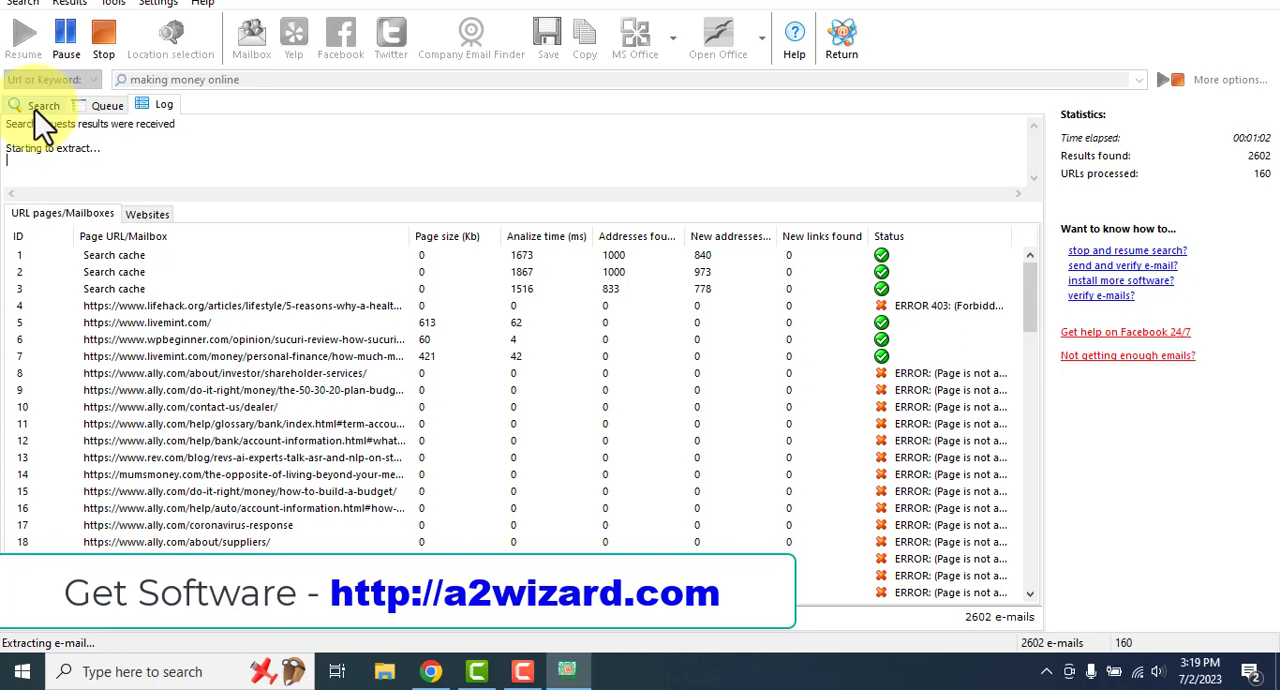 Search Results Tools Settings Help
Resume Pause Stop Location selection Mailbox Yelp Facebook Twitter Company Email Finder Save Copy MS Office Open Office Help Return
Url or Keyword: making money online More options...
Search Queue Log
Search results were received
Starting to extract...
Statistics:
Time elapsed: 00:01:02
Results found: 2602
URLs processed: 160
Want to know how to...
stop and resume search?
send and verify e-mail?
install more software?
verify e-mails?
Get help on Facebook 24/7
Not getting enough emails?
URL pages/Mailboxes Websites
ID Page URL/Mailbox Page size (Kb) Analize time (ms) Addresses fou... New addresses... New links found Status
1 Search cache 0 1673 1000 840 0
2 Search cache 0 1867 1000 973 0
3 Search cache 0 1516 833 778 0
4 https://www.lifehack.org/articles/lifestyle/5-reasons-why-a-healt... 0 0 0 0 0 ERROR 403: (Forbidd...
5 https://www.livemint.com/ 613 62 0 0 0
6 https://www.wpbeginner.com/opinion/sucuri-review-how-sucuri... 60 4 0 0 0
7 https://www.livemint.com/money/personal-finance/how-much-m... 421 42 0 0 0
8 https://www.ally.com/about/investor/shareholder-services/ 0 0 0 0 0 ERROR: (Page is not a...
9 https://www.ally.com/do-it-right/money/the-50-30-20-plan-budg... 0 0 0 0 0 ERROR: (Page is not a...
10 https://www.ally.com/contact-us/dealer/ 0 0 0 0 0 ERROR: (Page is not a...
11 https://www.ally.com/help/glossary/bank/index.html#term-accou... 0 0 0 0 0 ERROR: (Page is not a...
12 https://www.ally.com/help/bank/account-information.html#what... 0 0 0 0 0 ERROR: (Page is not a...
13 https://www.rev.com/blog/revs-ai-experts-talk-asr-and-nlp-on-st... 0 0 0 0 0 ERROR: (Page is not a...
14 https://mumsmoney.com/the-opposite-of-living-beyond-your-me... 0 0 0 0 0 ERROR: (Page is not a...
15 https://www.ally.com/do-it-right/money/how-to-build-a-budget/ 0 0 0 0 0 ERROR: (Page is not a...
16 https://www.ally.com/help/auto/account-information.html#how-... 0 0 0 0 0 ERROR: (Page is not a...
17 https://www.ally.com/coronavirus-response 0 0 0 0 0 ERROR: (Page is not a...
18 https://www.ally.com/about/suppliers/ 0 0 0 0 0 ERROR: (Page is not a...
ERROR: (Page is not a...
ERROR: (Page is not a...
ERROR: (Page is not a...
Get Software - http://a2wizard.com
2602 e-mails
Extracting e-mail... 2602 e-mails 160
Type here to search
3:19 PM
7/2/2023
2